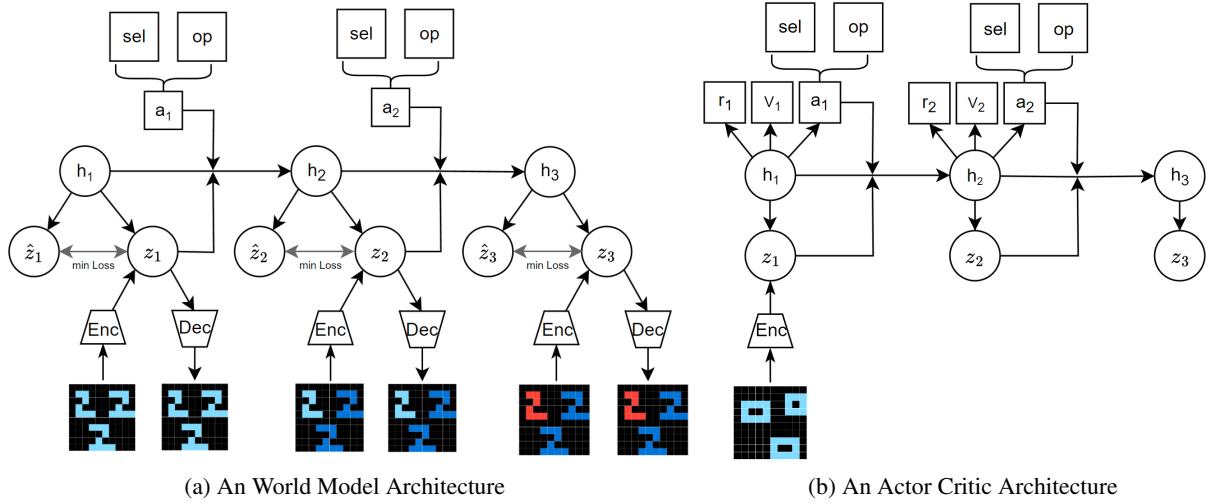 sel op sel op
a1 a2
h1 h2 h3
ẑ1 min Loss z1 ẑ2 min Loss z2 ẑ3 min Loss z3
Enc Dec Enc Dec Enc Dec
(a) An World Model Architecture
sel op sel op
r1 V1 a1 r2 V2 a2
h1 h2 h3
z1 z2 z3
Enc
(b) An Actor Critic Architecture